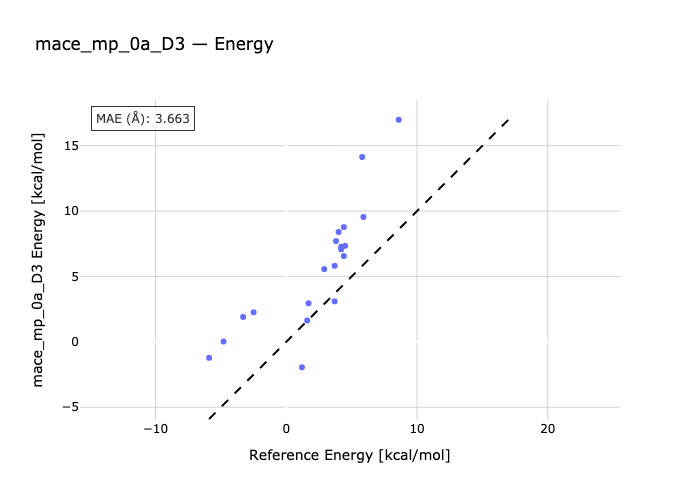 mace_mp_0a_D3 — Energy
MAE (Å): 3.663
mace_mp_0a_D3 Energy [kcal/mol]
15
10
5
0
−5
−10
0
10
20
Reference Energy [kcal/mol]